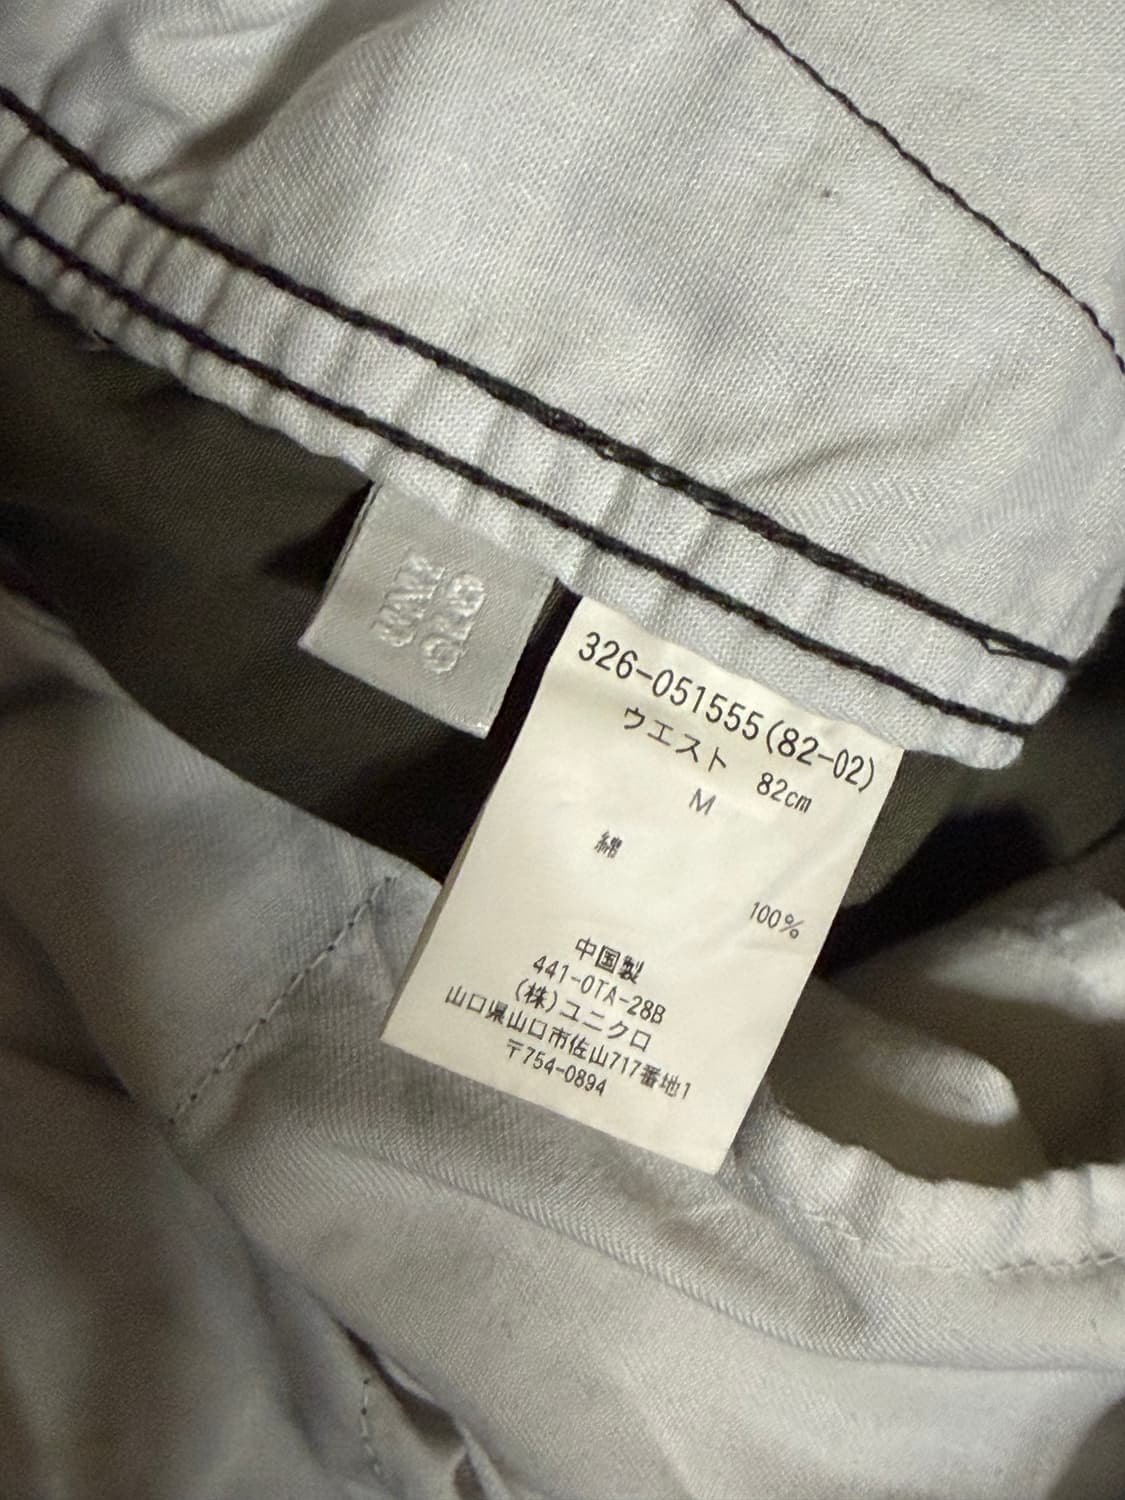 UNI
QLO
326-051555(82-02)
ウエスト 82cm
M
綿 100%
中国製
441-0TA-28B
(株)ユニクロ
山口県山口市佐山717番地1
〒754-0894